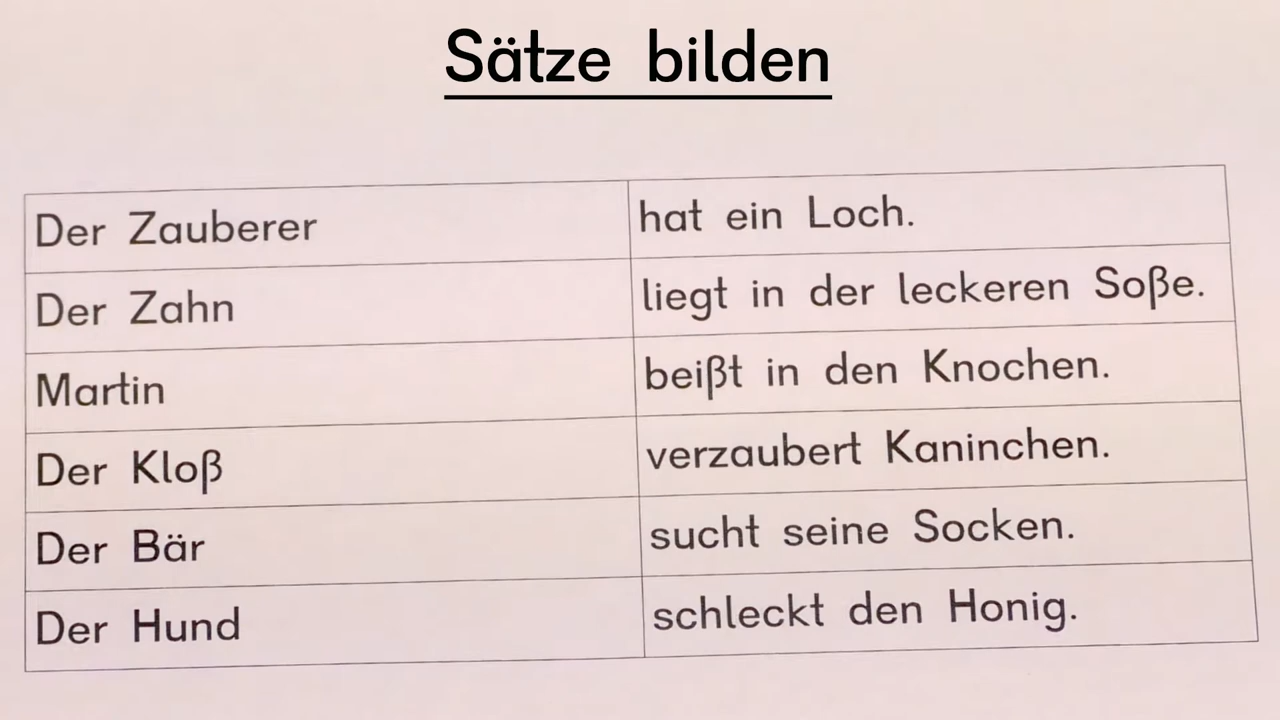 Sätze bilden
Der Zauberer hat ein Loch.
Der Zahn liegt in der leckeren Soße.
Martin beißt in den Knochen.
Der Kloß verzaubert Kaninchen.
Der Bär sucht seine Socken.
Der Hund schleckt den Honig.